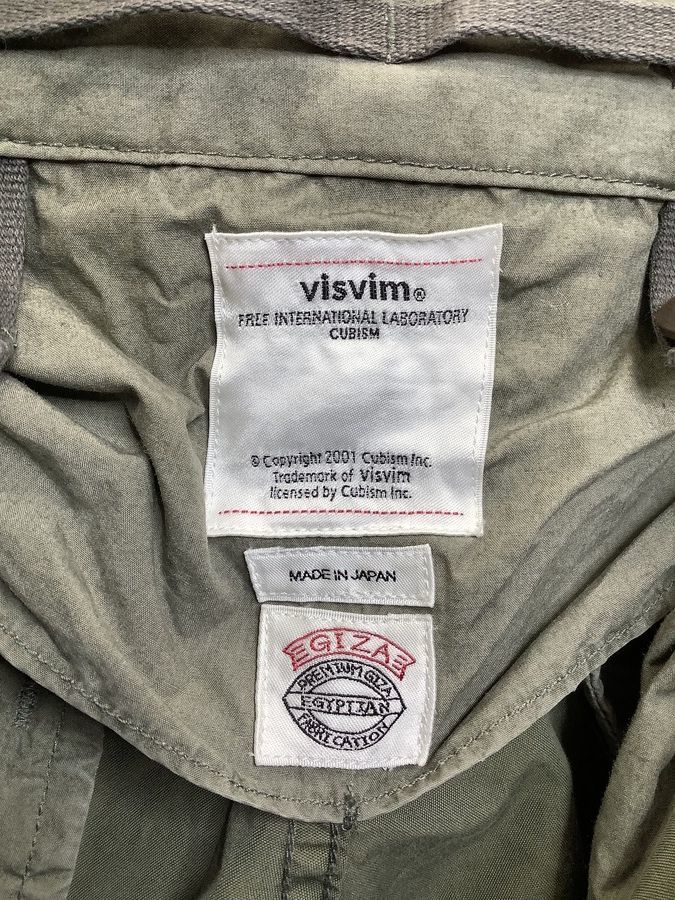 visvim®
FREE INTERNATIONAL LABORATORY
CUBISM
© Copyright 2001 Cubism Inc.
Trademark of Visvim
licensed by Cubism Inc.
MADE IN JAPAN
GIZA
PREMIUM GIZA
EGYPTIAN
FABRICATION